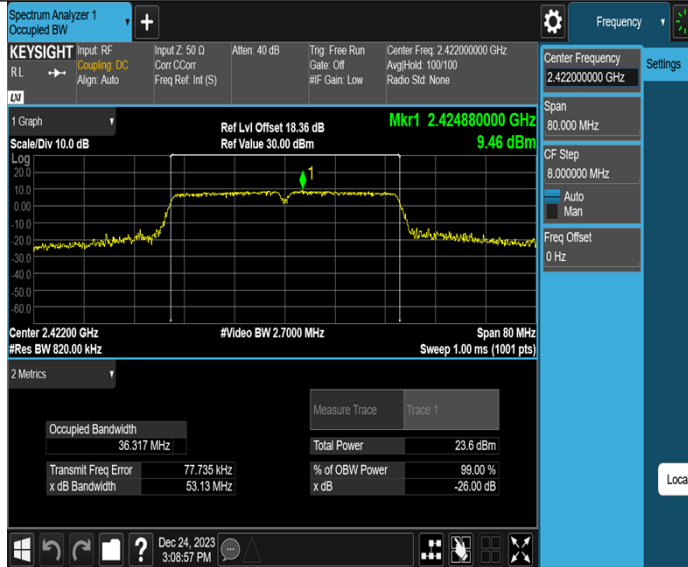 Spectrum Analyzer 1
Occupied BW
Frequency
KEYSIGHT
RL
LXI
Input: RF
Coupling: DC
Align: Auto
Input Z: 50 Ω
Corr CCorr
Freq Ref: Int (S)
Atten: 40 dB
Trig: Free Run
Gate: Off
#IF Gain: Low
Center Freq: 2.422000000 GHz
Avg|Hold: 100/100
Radio Std: None
Center Frequency
2.422000000 GHz
Settings
Span
80.000 MHz
CF Step
8.000000 MHz
Auto
Man
Freq Offset
0 Hz
1 Graph
Scale/Div 10.0 dB
Ref Lvl Offset 18.36 dB
Ref Value 30.00 dBm
Mkr1 2.424880000 GHz
9.46 dBm
Log
20.0
10.0
0.00
-10.0
-20.0
-30.0
-40.0
-50.0
-60.0
1
Center 2.42200 GHz
#Video BW 2.7000 MHz
Span 80 MHz
#Res BW 820.00 kHz
Sweep 1.00 ms (1001 pts)
2 Metrics
Measure Trace Trace 1
Occupied Bandwidth
36.317 MHz
Total Power 23.6 dBm
Transmit Freq Error 77.735 kHz
% of OBW Power 99.00 %
x dB Bandwidth 53.13 MHz
x dB -26.00 dB
Loca
?
Dec 24, 2023
3:08:57 PM